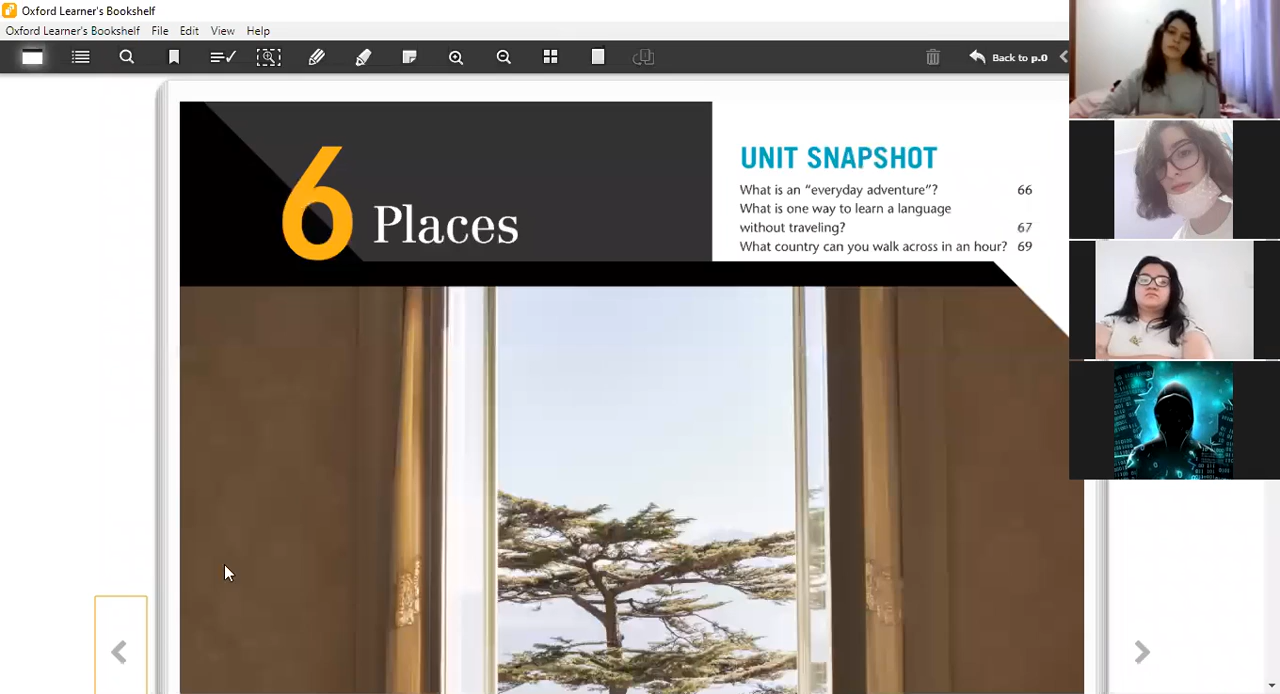 Oxford Learner's Bookshelf
Oxford Learner's Bookshelf File Edit View Help
Back to p.0
6 Places
UNIT SNAPSHOT
What is an “everyday adventure”? 66
What is one way to learn a language
without traveling? 67
What country can you walk across in an hour? 69